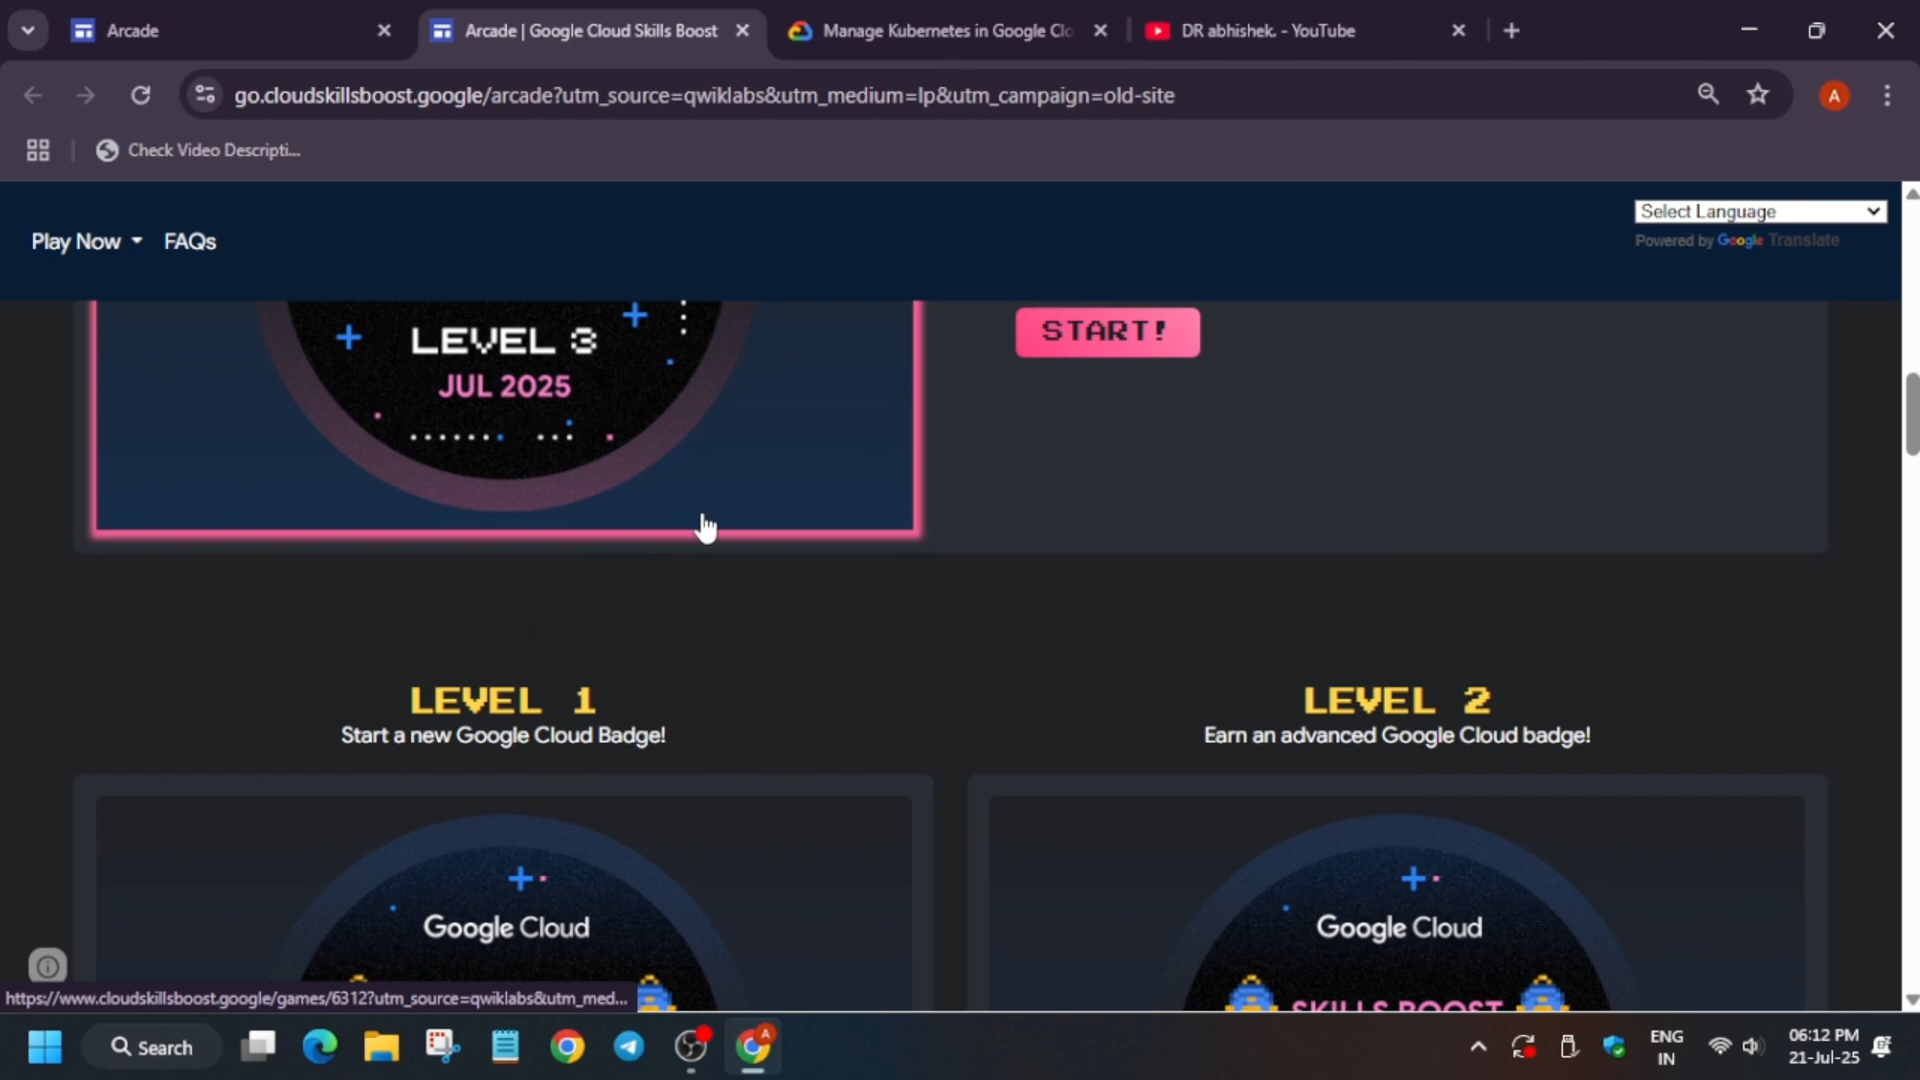 Arcade
Arcade | Google Cloud Skills Boost
Manage Kubernetes in Google Clo
DR abhishek. - YouTube
go.cloudskillsboost.google/arcade?utm_source=qwiklabs&utm_medium=lp&utm_campaign=old-site
A
Check Video Descripti...
Select Language
Powered by Google Translate
Play Now
FAQs
START!
LEVEL 3
JUL 2025
LEVEL 1
Start a new Google Cloud Badge!
LEVEL 2
Earn an advanced Google Cloud badge!
Google Cloud
Google Cloud
SKILLS BOOST
https://www.cloudskillsboost.google/games/6312?utm_source=qwiklabs&utm_med...
Search
A
ENG
IN
06:12 PM
21-Jul-25